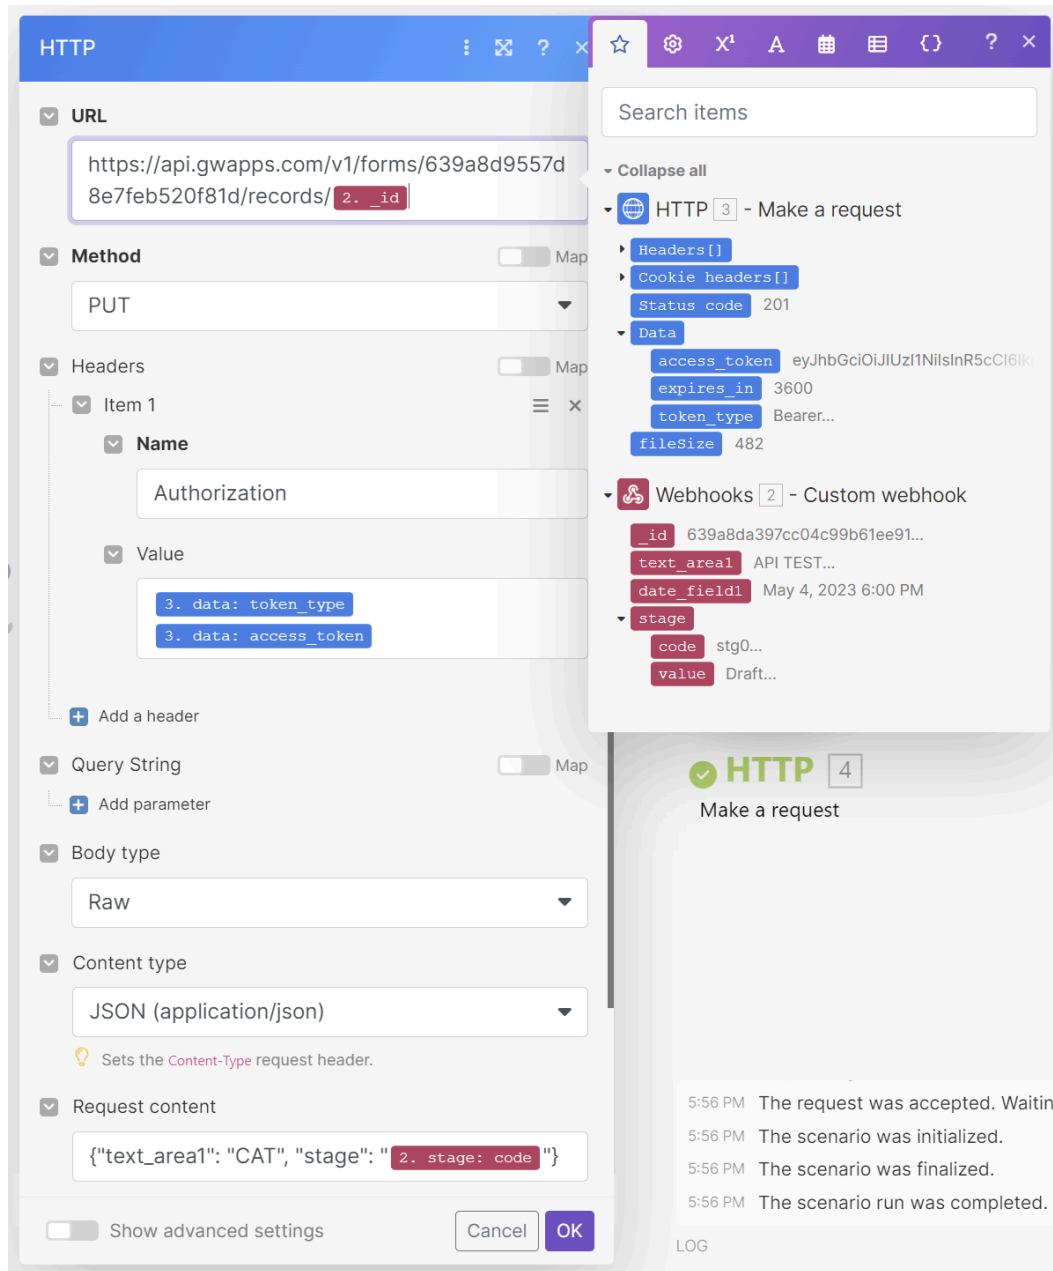 HTTP
URL
https://api.gwapps.com/v1/forms/639a8d9557d
8e7feb520f81d/records/ 2. _id
Method
Map
PUT
Headers
Map
Item 1
Name
Authorization
Value
3. data: token_type
3. data: access_token
Add a header
Query String
Map
Add parameter
Body type
Raw
Content type
JSON (application/json)
Sets the Content-Type request header.
Request content
{"text_area1": "CAT", "stage": " 2. stage: code "}
Show advanced settings
Cancel
OK
Search items
Collapse all
HTTP 3 - Make a request
Headers[]
Cookie headers[]
Status code 201
Data
access_token
expires_in 3600
token_type Bearer...
fileSize 482
Webhooks 2 - Custom webhook
_id 639a8da397cc04c99b61ee91...
text_area1 API TEST...
date_field1 May 4, 2023 6:00 PM
stage
code stg0...
value Draft...
HTTP 4
Make a request
5:56 PM The request was accepted. Waitin
5:56 PM The scenario was initialized.
5:56 PM The scenario was finalized.
5:56 PM The scenario run was completed.
LOG